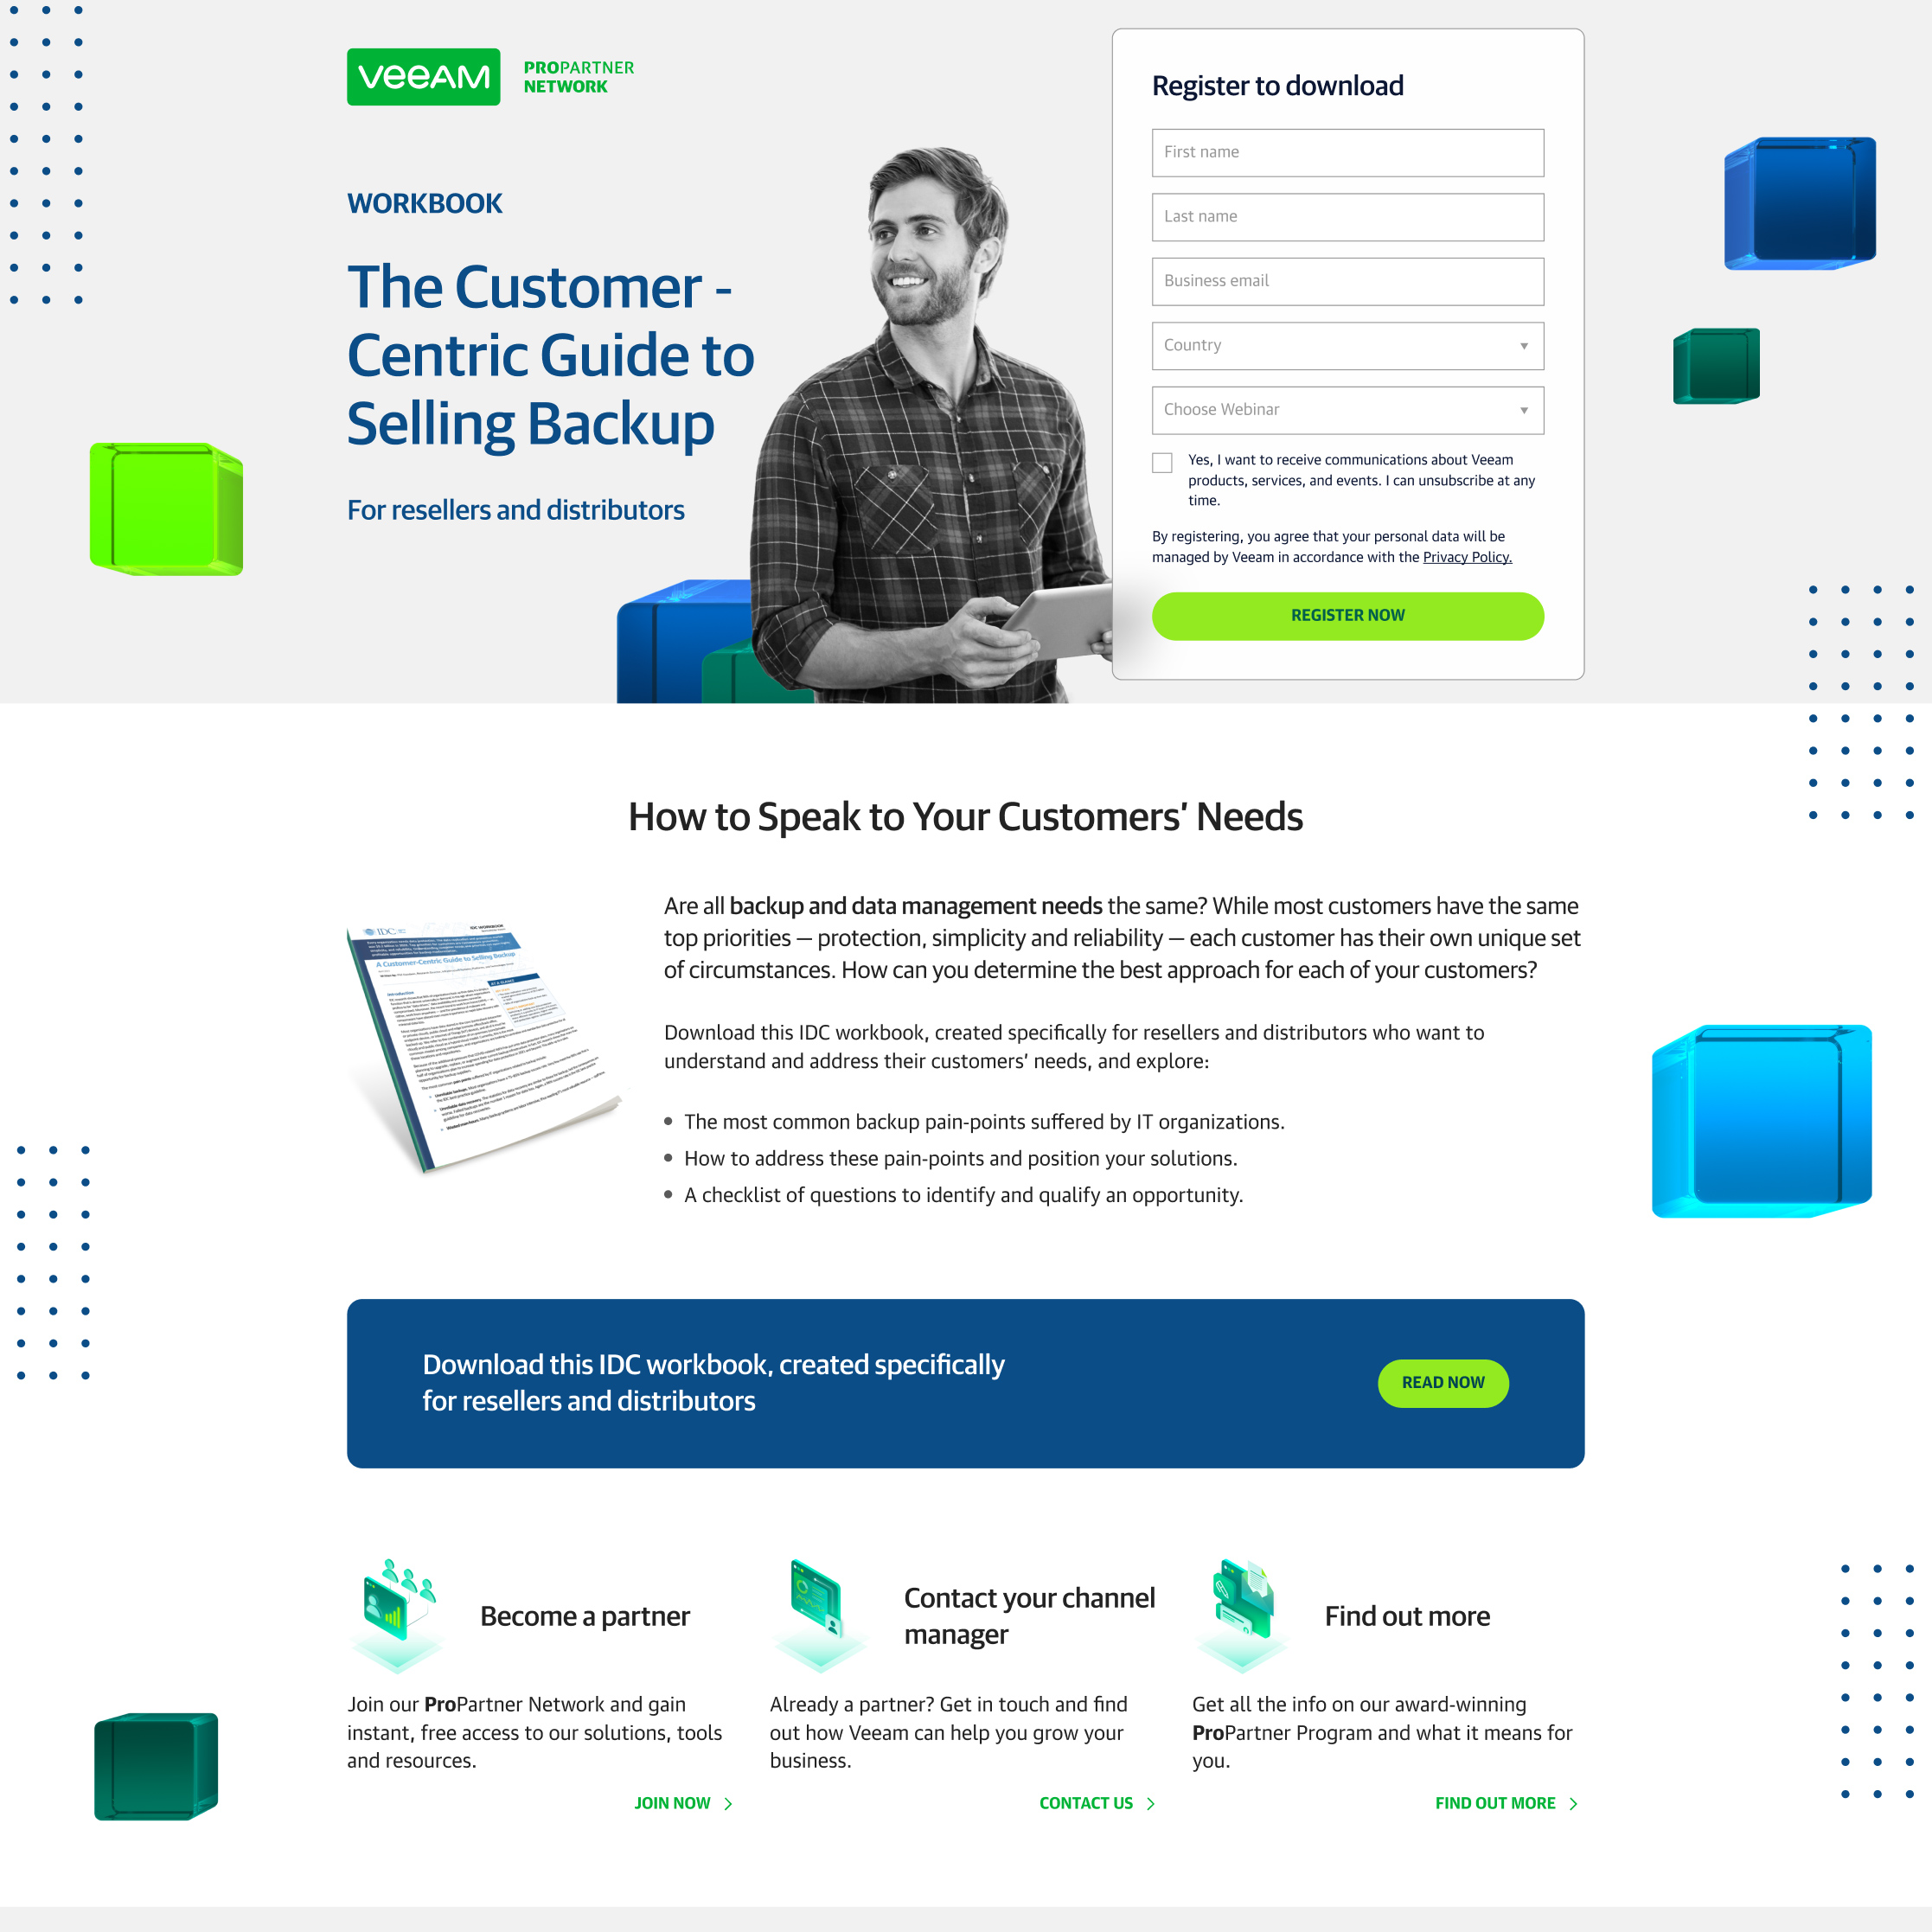 veeAM
PROPARTNER
NETWORK
WORKBOOK
The Customer -
Centric Guide to
Selling Backup
For resellers and distributors
Register to download
First name
Last name
Business email
Country
Choose Webinar
Yes, I want to receive communications about Veeam
products, services, and events. I can unsubscribe at any
time.
By registering, you agree that your personal data will be
managed by Veeam in accordance with the Privacy Policy.
REGISTER NOW
How to Speak to Your Customers’ Needs
IDC
IDC WORKBOOK
A Customer-Centric Guide to Selling Backup
AT A GLANCE
Introduction
Are all backup and data management needs the same? While most customers have the same
top priorities — protection, simplicity and reliability — each customer has their own unique set
of circumstances. How can you determine the best approach for each of your customers?
Download this IDC workbook, created specifically for resellers and distributors who want to
understand and address their customers’ needs, and explore:
• The most common backup pain-points suffered by IT organizations.
• How to address these pain-points and position your solutions.
• A checklist of questions to identify and qualify an opportunity.
Download this IDC workbook, created specifically
for resellers and distributors
READ NOW
Become a partner
Join our ProPartner Network and gain
instant, free access to our solutions, tools
and resources.
JOIN NOW
Contact your channel
manager
Already a partner? Get in touch and find
out how Veeam can help you grow your
business.
CONTACT US
Find out more
Get all the info on our award-winning
ProPartner Program and what it means for
you.
FIND OUT MORE